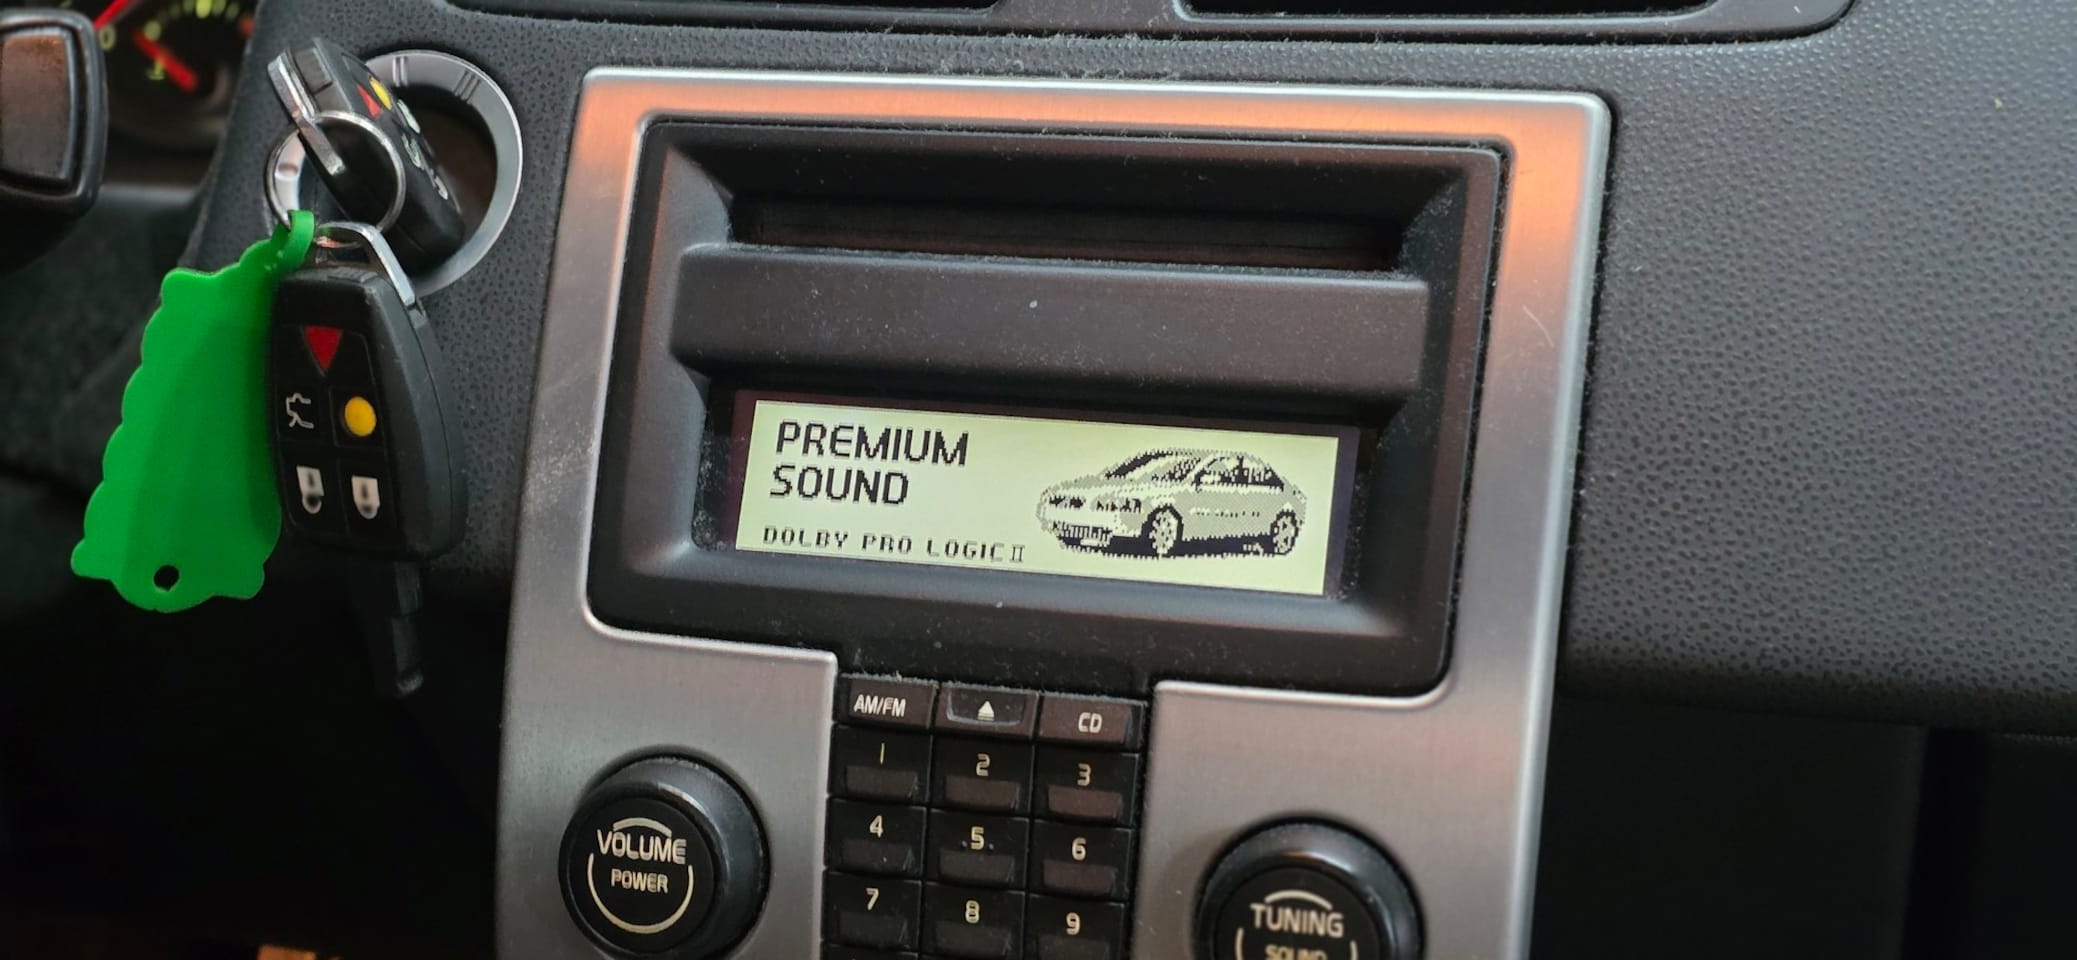 PREMIUM
SOUND
DOLBY PRO LOGIC II
AM/FM
CD
1
2
3
4
5
6
7
8
9
VOLUME
POWER
TUNING
SOUND